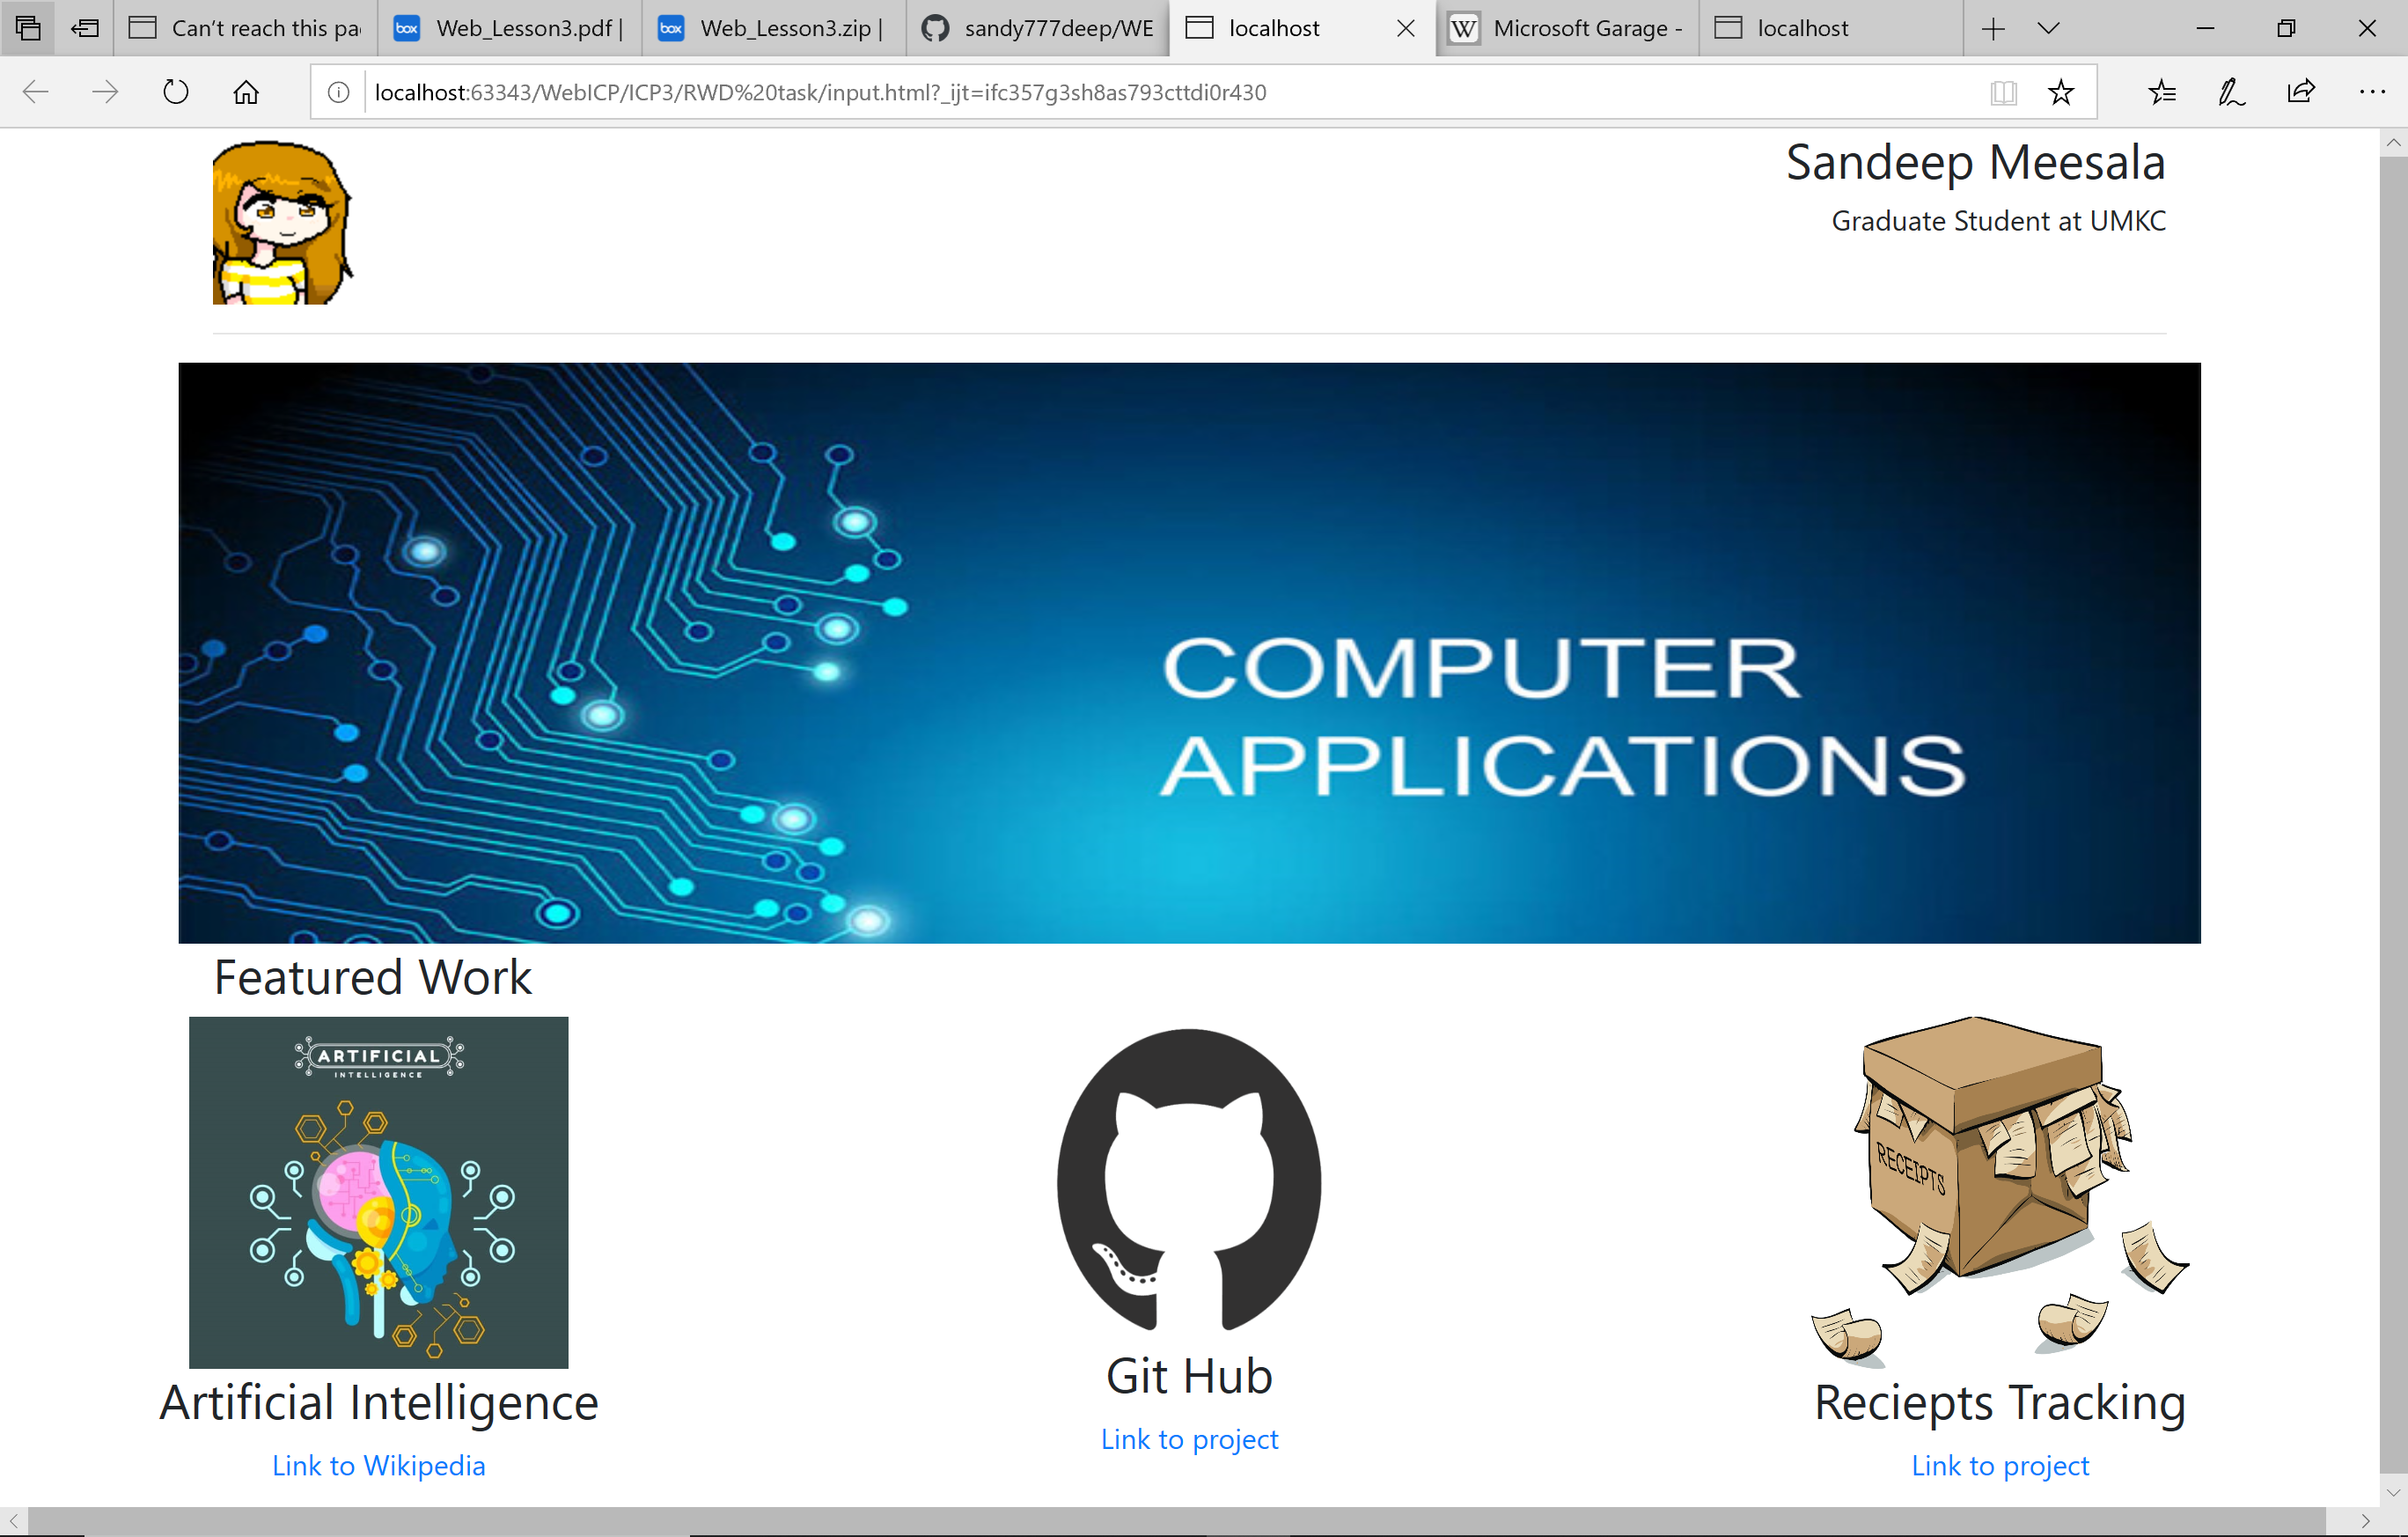 Can't reach this pa
Web_Lesson3.pdf |
Web_Lesson3.zip |
sandy777deep/WE
localhost
Microsoft Garage -
localhost
localhost:63343/WebICP/ICP3/RWD%20task/input.html?_ijt=ifc357g3sh8as793cttdi0r430
Sandeep Meesala
Graduate Student at UMKC
COMPUTER
APPLICATIONS
Featured Work
ARTIFICIAL
INTELLIGENCE
RECEIPTS
Artificial Intelligence
Link to Wikipedia
Git Hub
Link to project
Reciepts Tracking
Link to project